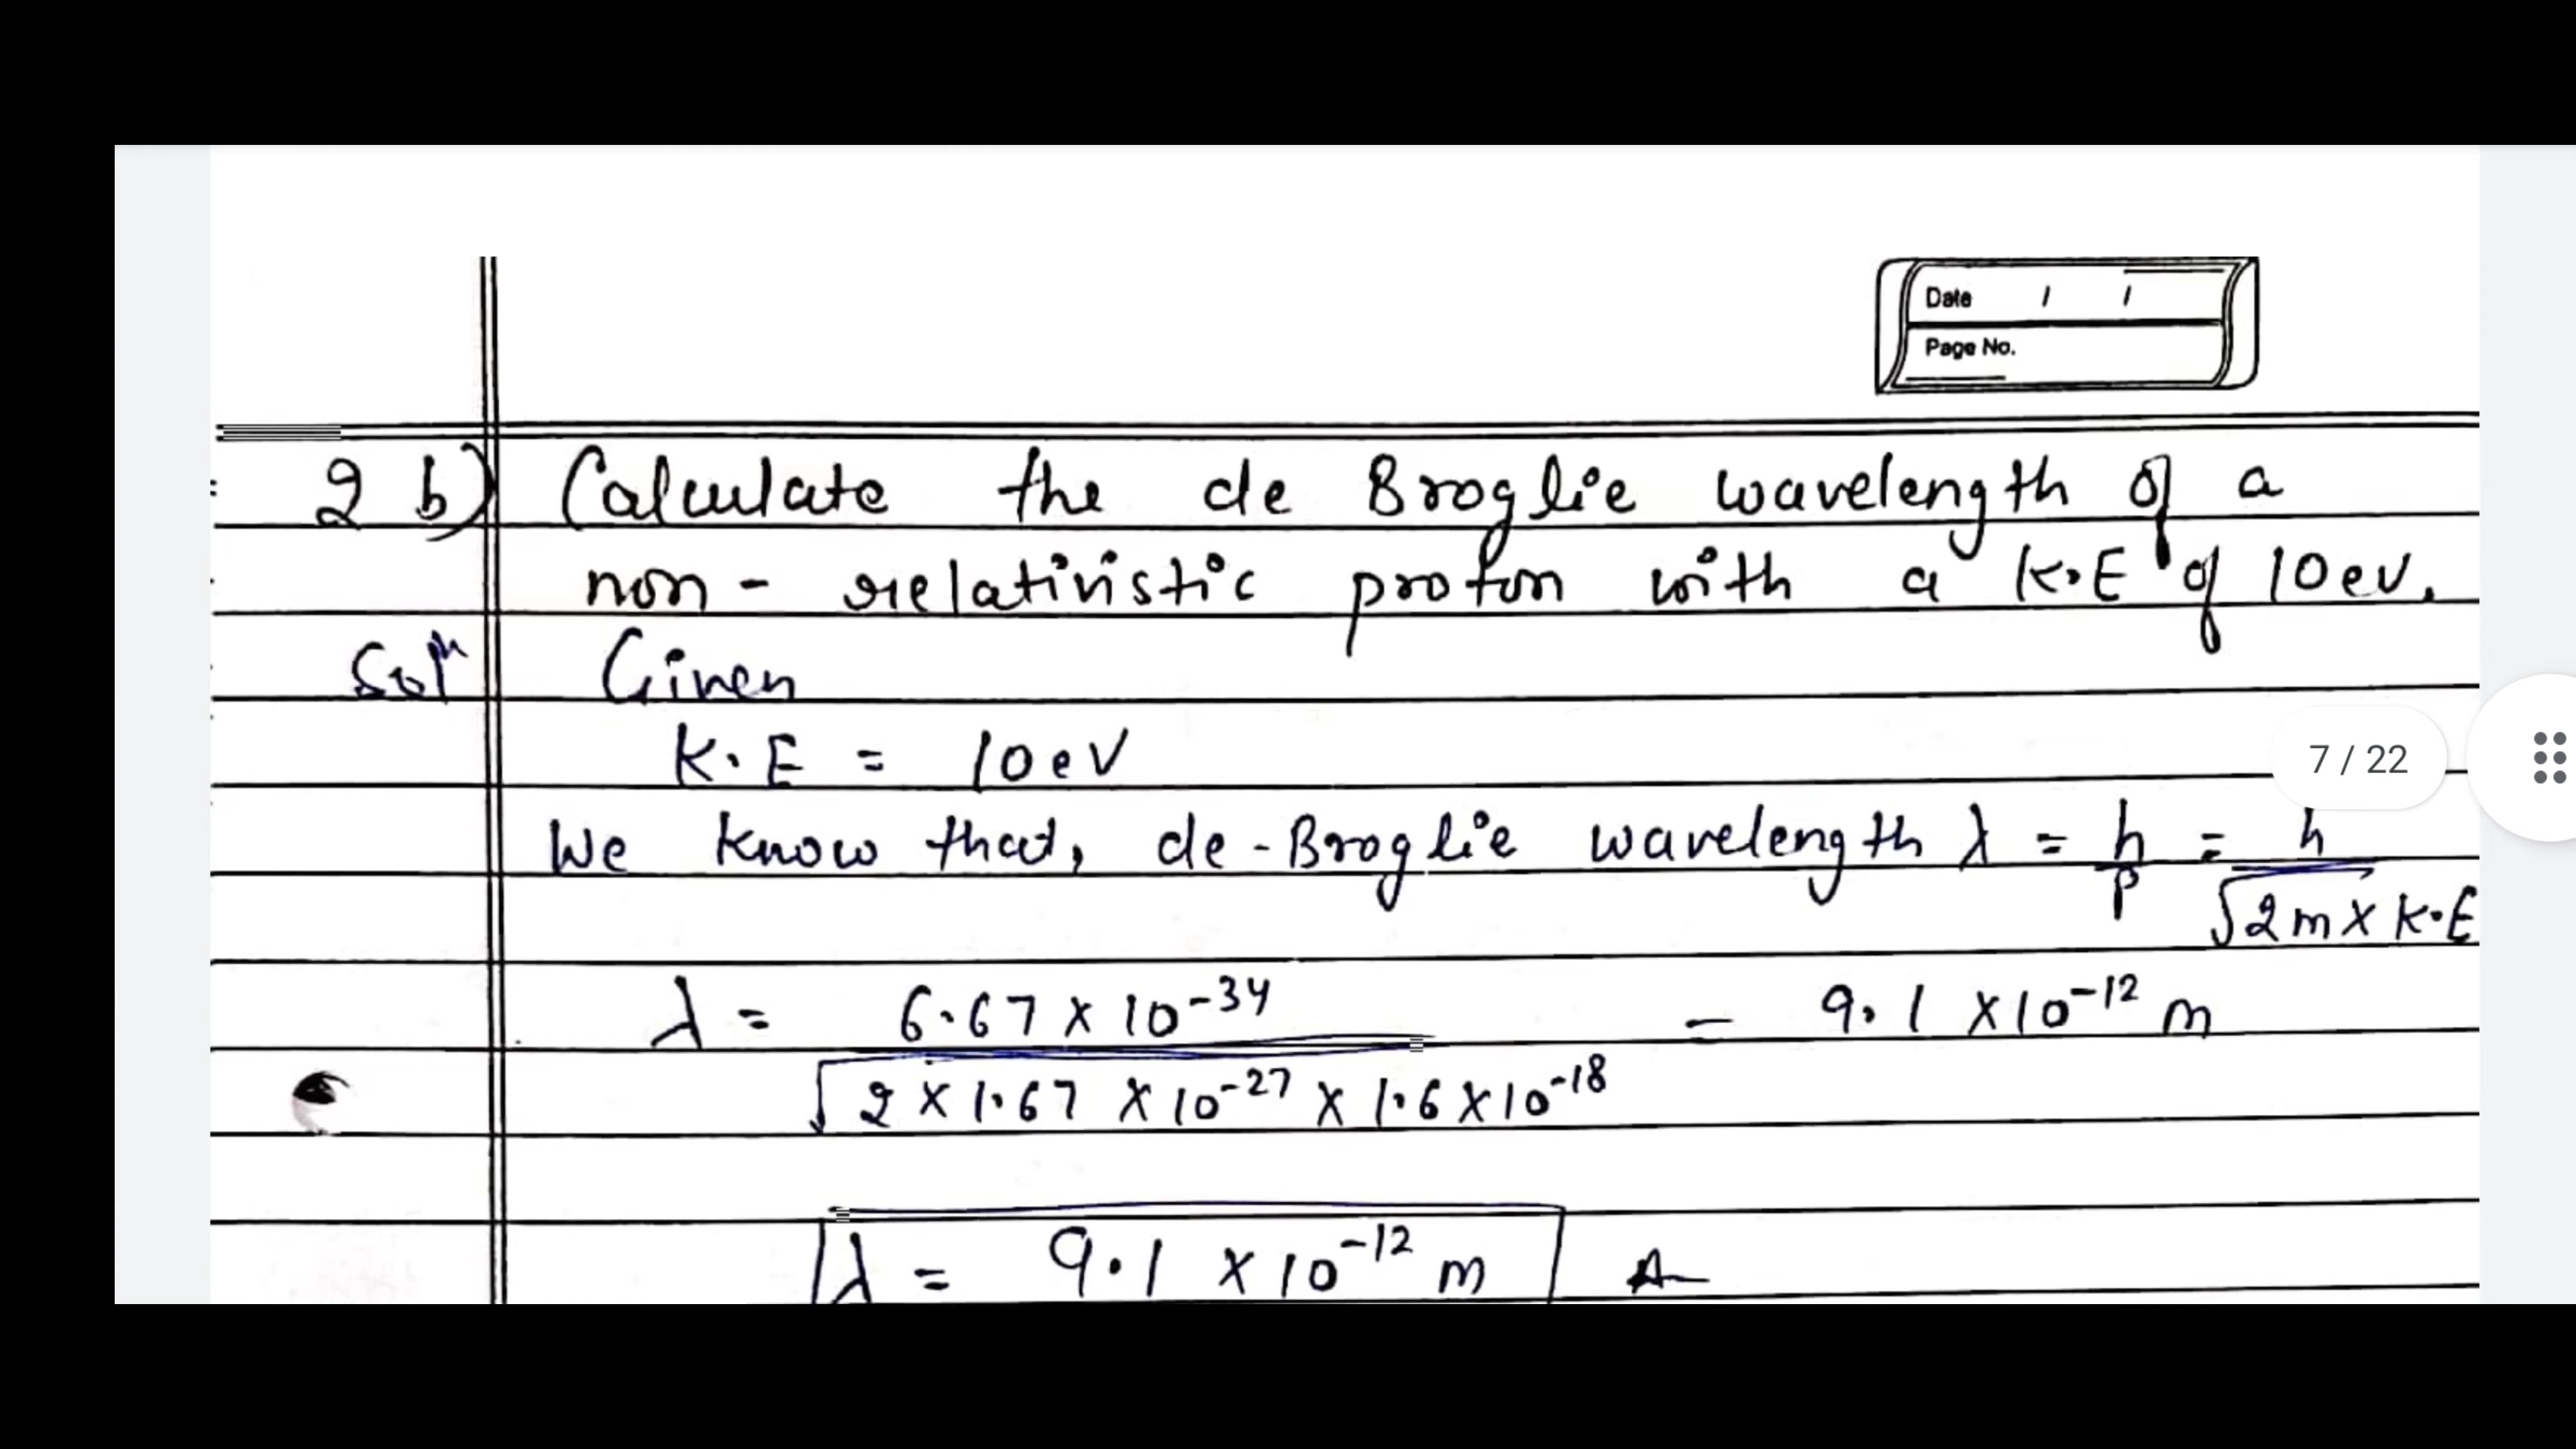 Date / /
Page No.
2 b) Calculate the de Broglie wavelength of a
non - relativistic proton with a K.E of 10ev.
Solⁿ Given
K.E = 10eV
We know that, de-Broglie wavelength λ = h/p = h/√2m x K.E
7 / 22
λ = 6.67 x 10⁻³⁴ / √2 x 1.67 x 10⁻²⁷ x 1.6 x 10⁻¹⁸ = 9.1 x 10⁻¹² m
λ = 9.1 x 10⁻¹² m